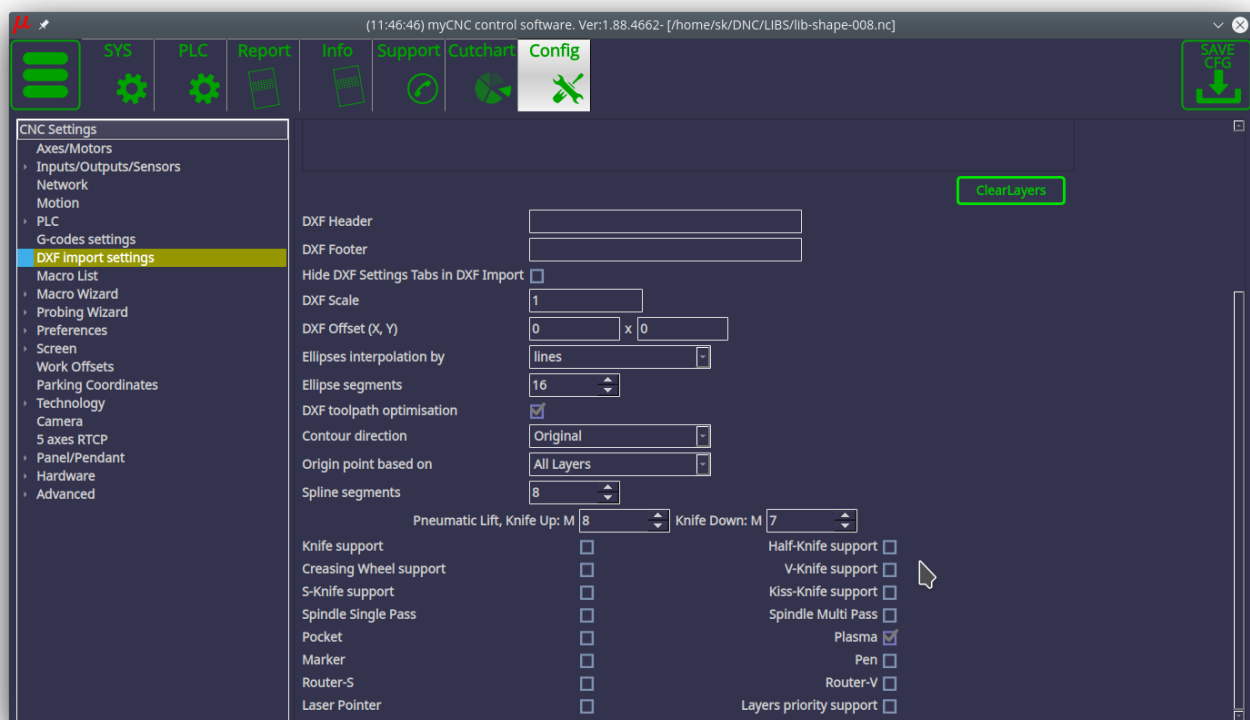 μ (11:46:46) myCNC control software. Ver:1.88.4662- [/home/sk/DNC/LIBS/lib-shape-008.nc]
SYS PLC Report Info Support Cutchart Config SAVE CFG
CNC Settings
Axes/Motors
Inputs/Outputs/Sensors
Network
Motion
PLC
G-codes settings
DXF import settings
Macro List
Macro Wizard
Probing Wizard
Preferences
Screen
Work Offsets
Parking Coordinates
Technology
Camera
5 axes RTCP
Panel/Pendant
Hardware
Advanced
ClearLayers
DXF Header
DXF Footer
Hide DXF Settings Tabs in DXF Import
DXF Scale 1
DXF Offset (X, Y) 0 x 0
Ellipses interpolation by lines
Ellipse segments 16
DXF toolpath optimisation
Contour direction Original
Origin point based on All Layers
Spline segments 8
Pneumatic Lift, Knife Up: M 8 Knife Down: M 7
Knife support Half-Knife support
Creasing Wheel support V-Knife support
S-Knife support Kiss-Knife support
Spindle Single Pass Spindle Multi Pass
Pocket Plasma
Marker Pen
Router-S Router-V
Laser Pointer Layers priority support